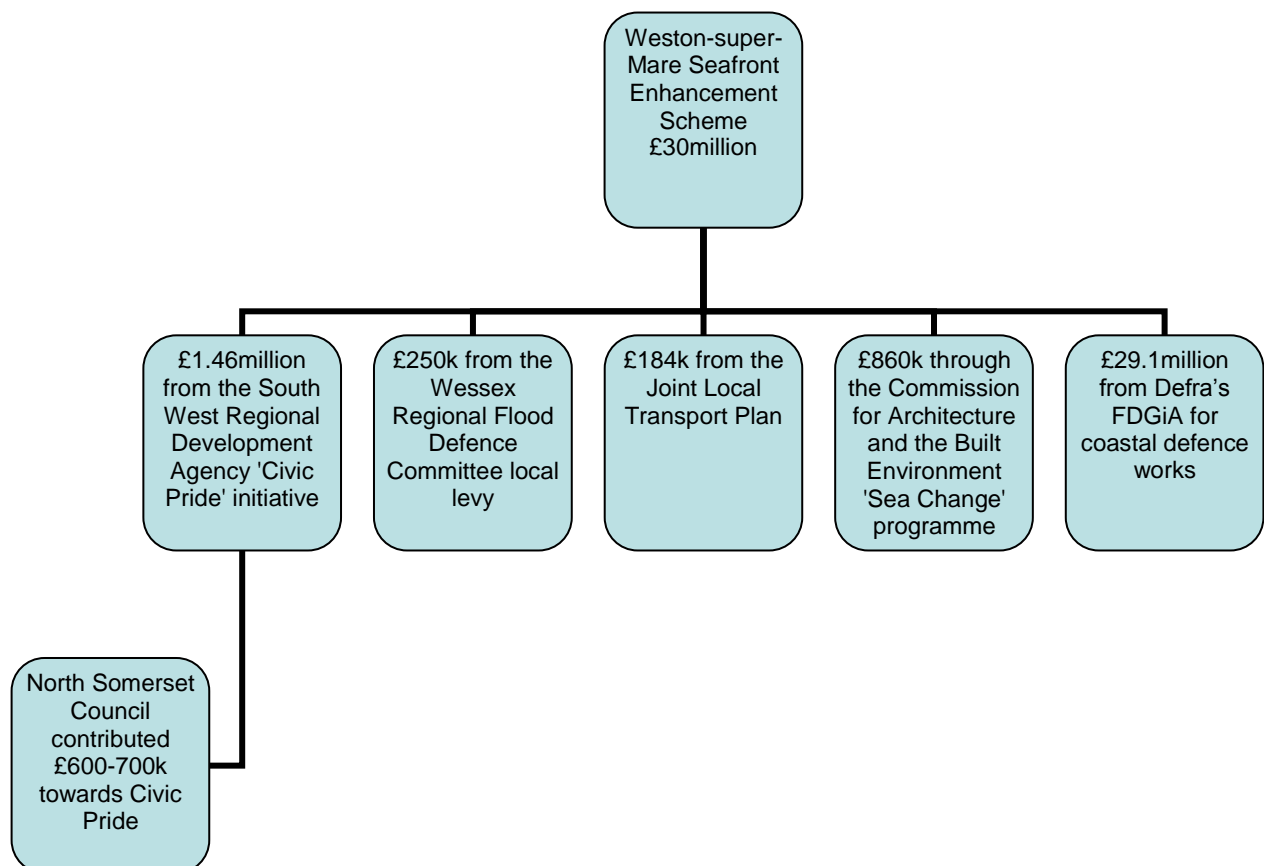 Weston-super-
Mare Seafront
Enhancement
Scheme
£30million
£1.46million
from the South
West Regional
Development
Agency 'Civic
Pride' initiative
£250k from the
Wessex
Regional Flood
Defence
Committee local
levy
£184k from the
Joint Local
Transport Plan
£860k through
the Commission
for Architecture
and the Built
Environment
'Sea Change'
programme
£29.1million
from Defra’s
FDGiA for
coastal defence
works
North Somerset
Council
contributed
£600-700k
towards Civic
Pride